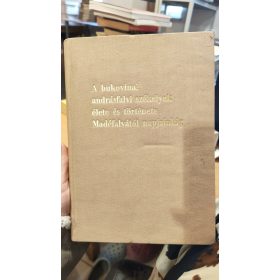 A bukovinai
andrásfalvi székelyek
élete és története
Madéfalvától napjainkig